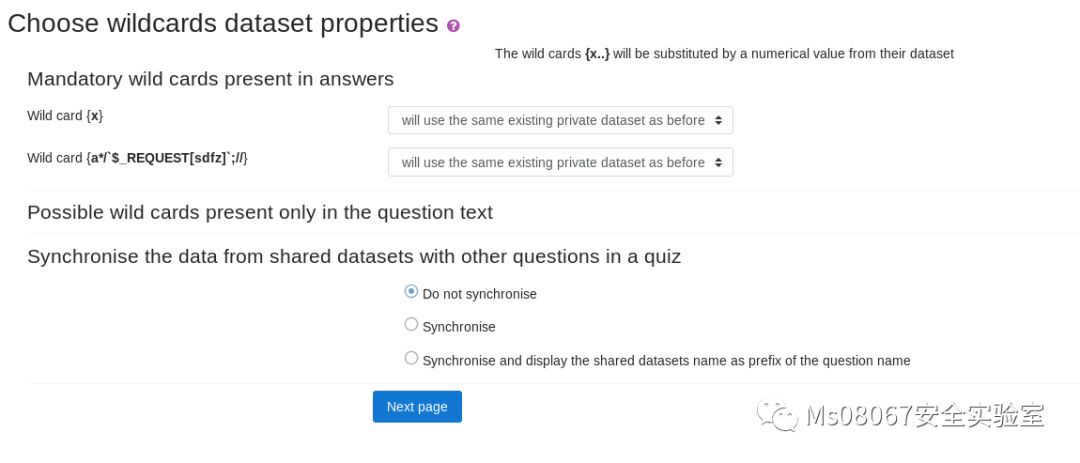 Choose wildcards dataset properties ?
The wild cards {x..} will be substituted by a numerical value from their dataset
Mandatory wild cards present in answers
Wild card {x}
will use the same existing private dataset as before
Wild card {a*/`$_REQUEST[sdfz]`;//}
will use the same existing private dataset as before
Possible wild cards present only in the question text
Synchronise the data from shared datasets with other questions in a quiz
Do not synchronise
Synchronise
Synchronise and display the shared datasets name as prefix of the question name
Next page
Ms08067安全实验室